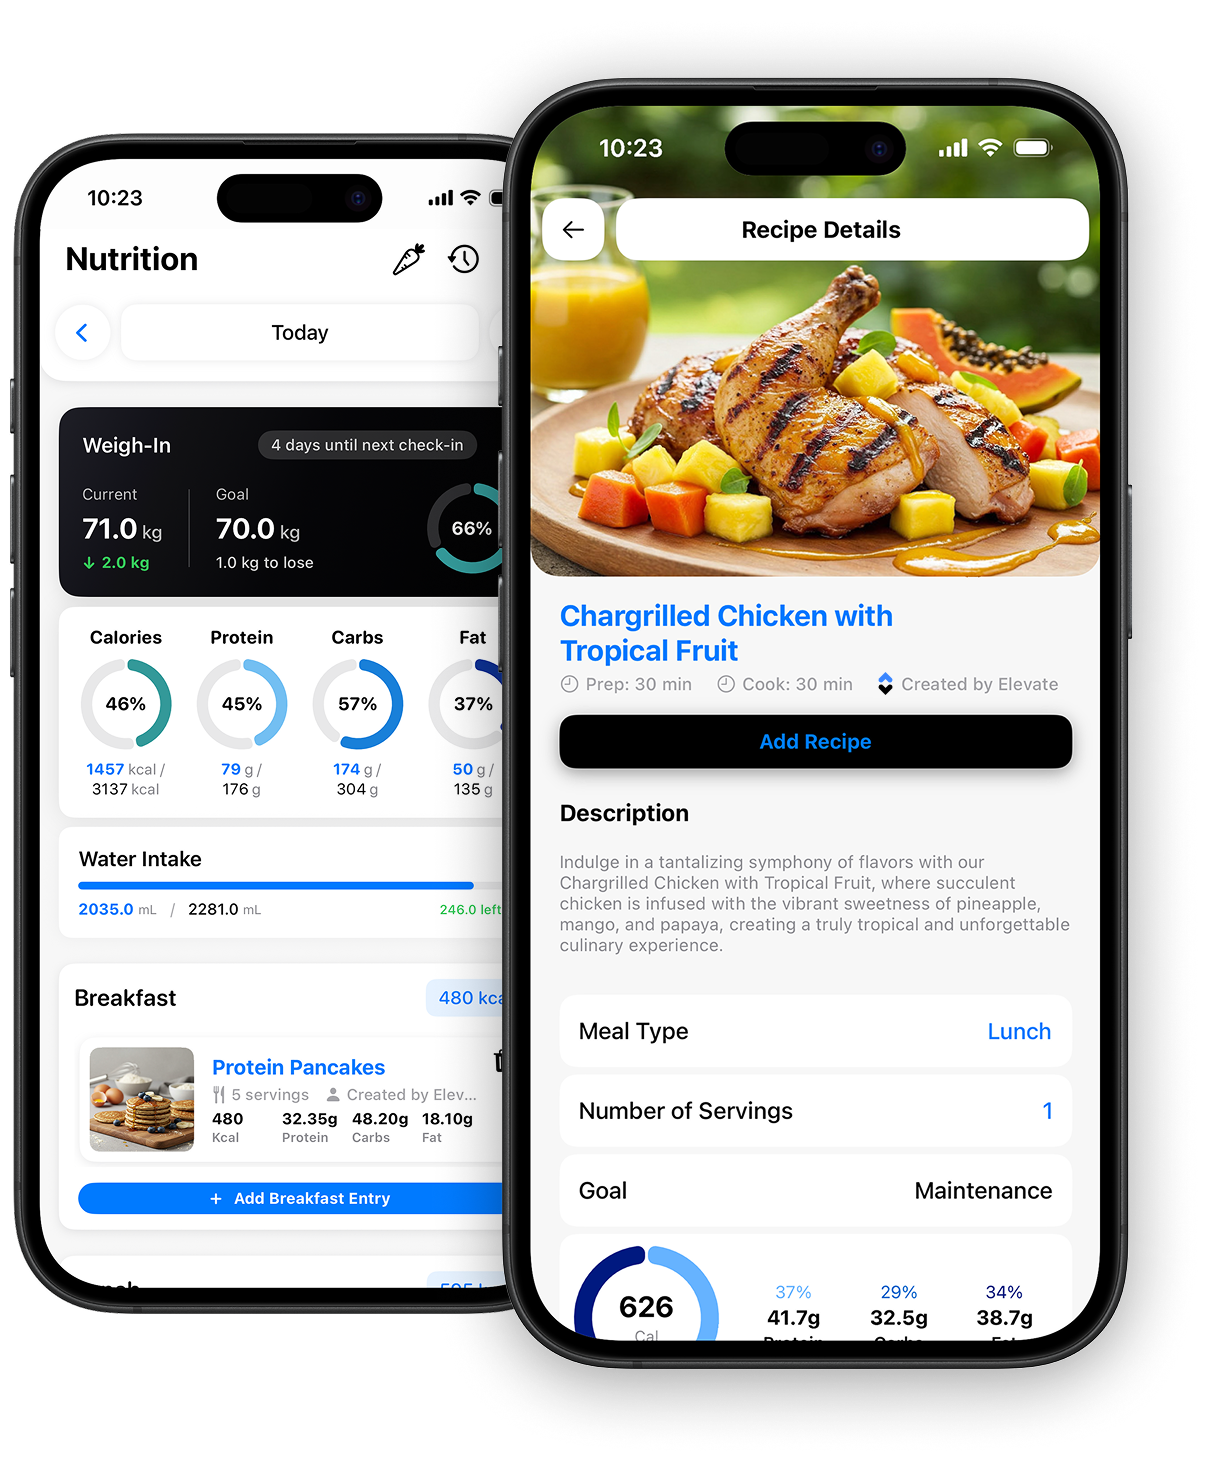 10:23
Nutrition
Today
Weigh-In
4 days until next check-in
Current
Goal
71.0 kg
70.0 kg
66%
2.0 kg
1.0 kg to lose
Calories
Protein
Carbs
Fat
46%
45%
57%
37%
1457 kcal /
3137 kcal
79 g /
176 g
174 g /
304 g
50 g /
135 g
Water Intake
2035.0 mL / 2281.0 mL
246.0 left
Breakfast
480 kca
Protein Pancakes
5 servings
Created by Elev...
480
32.35g
48.20g
18.10g
Kcal
Protein
Carbs
Fat
+ Add Breakfast Entry
10:23
Recipe Details
Chargrilled Chicken with
Tropical Fruit
Prep: 30 min
Cook: 30 min
Created by Elevate
Add Recipe
Description
Indulge in a tantalizing symphony of flavors with our
Chargrilled Chicken with Tropical Fruit, where succulent
chicken is infused with the vibrant sweetness of pineapple,
mango, and papaya, creating a truly tropical and unforgettable
culinary experience.
Meal Type
Lunch
Number of Servings
1
Goal
Maintenance
626
Cal
37%
29%
34%
41.7g
32.5g
38.7g
Protein
Carbs
Fat